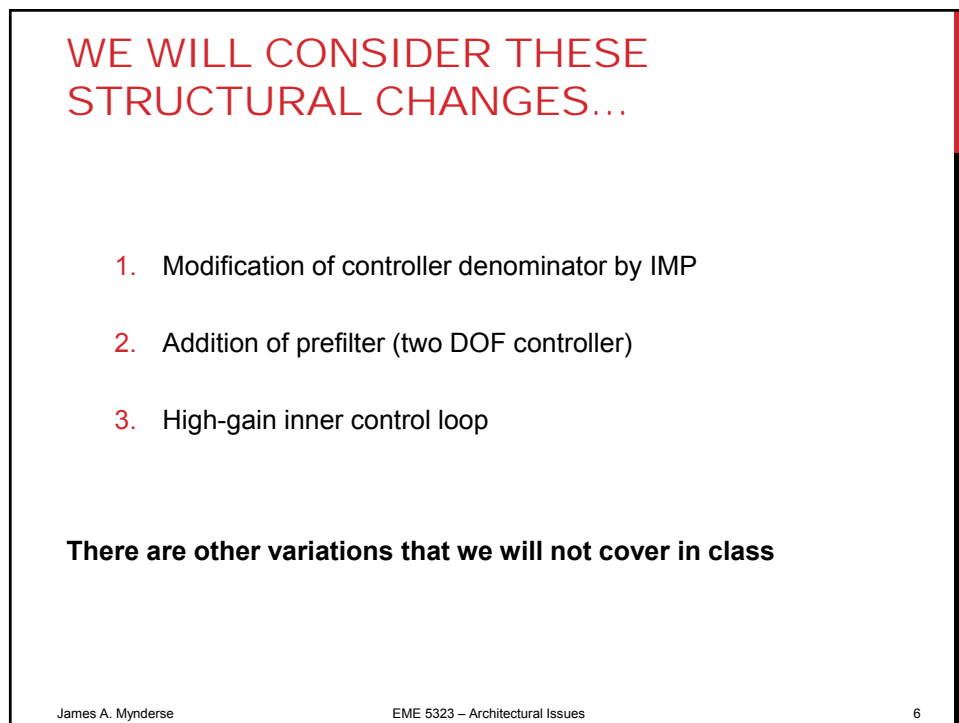 WE WILL CONSIDER THESE
STRUCTURAL CHANGES...
1. Modification of controller denominator by IMP
2. Addition of prefilter (two DOF controller)
3. High-gain inner control loop
There are other variations that we will not cover in class
James A. Mynderse EME 5323 – Architectural Issues 6